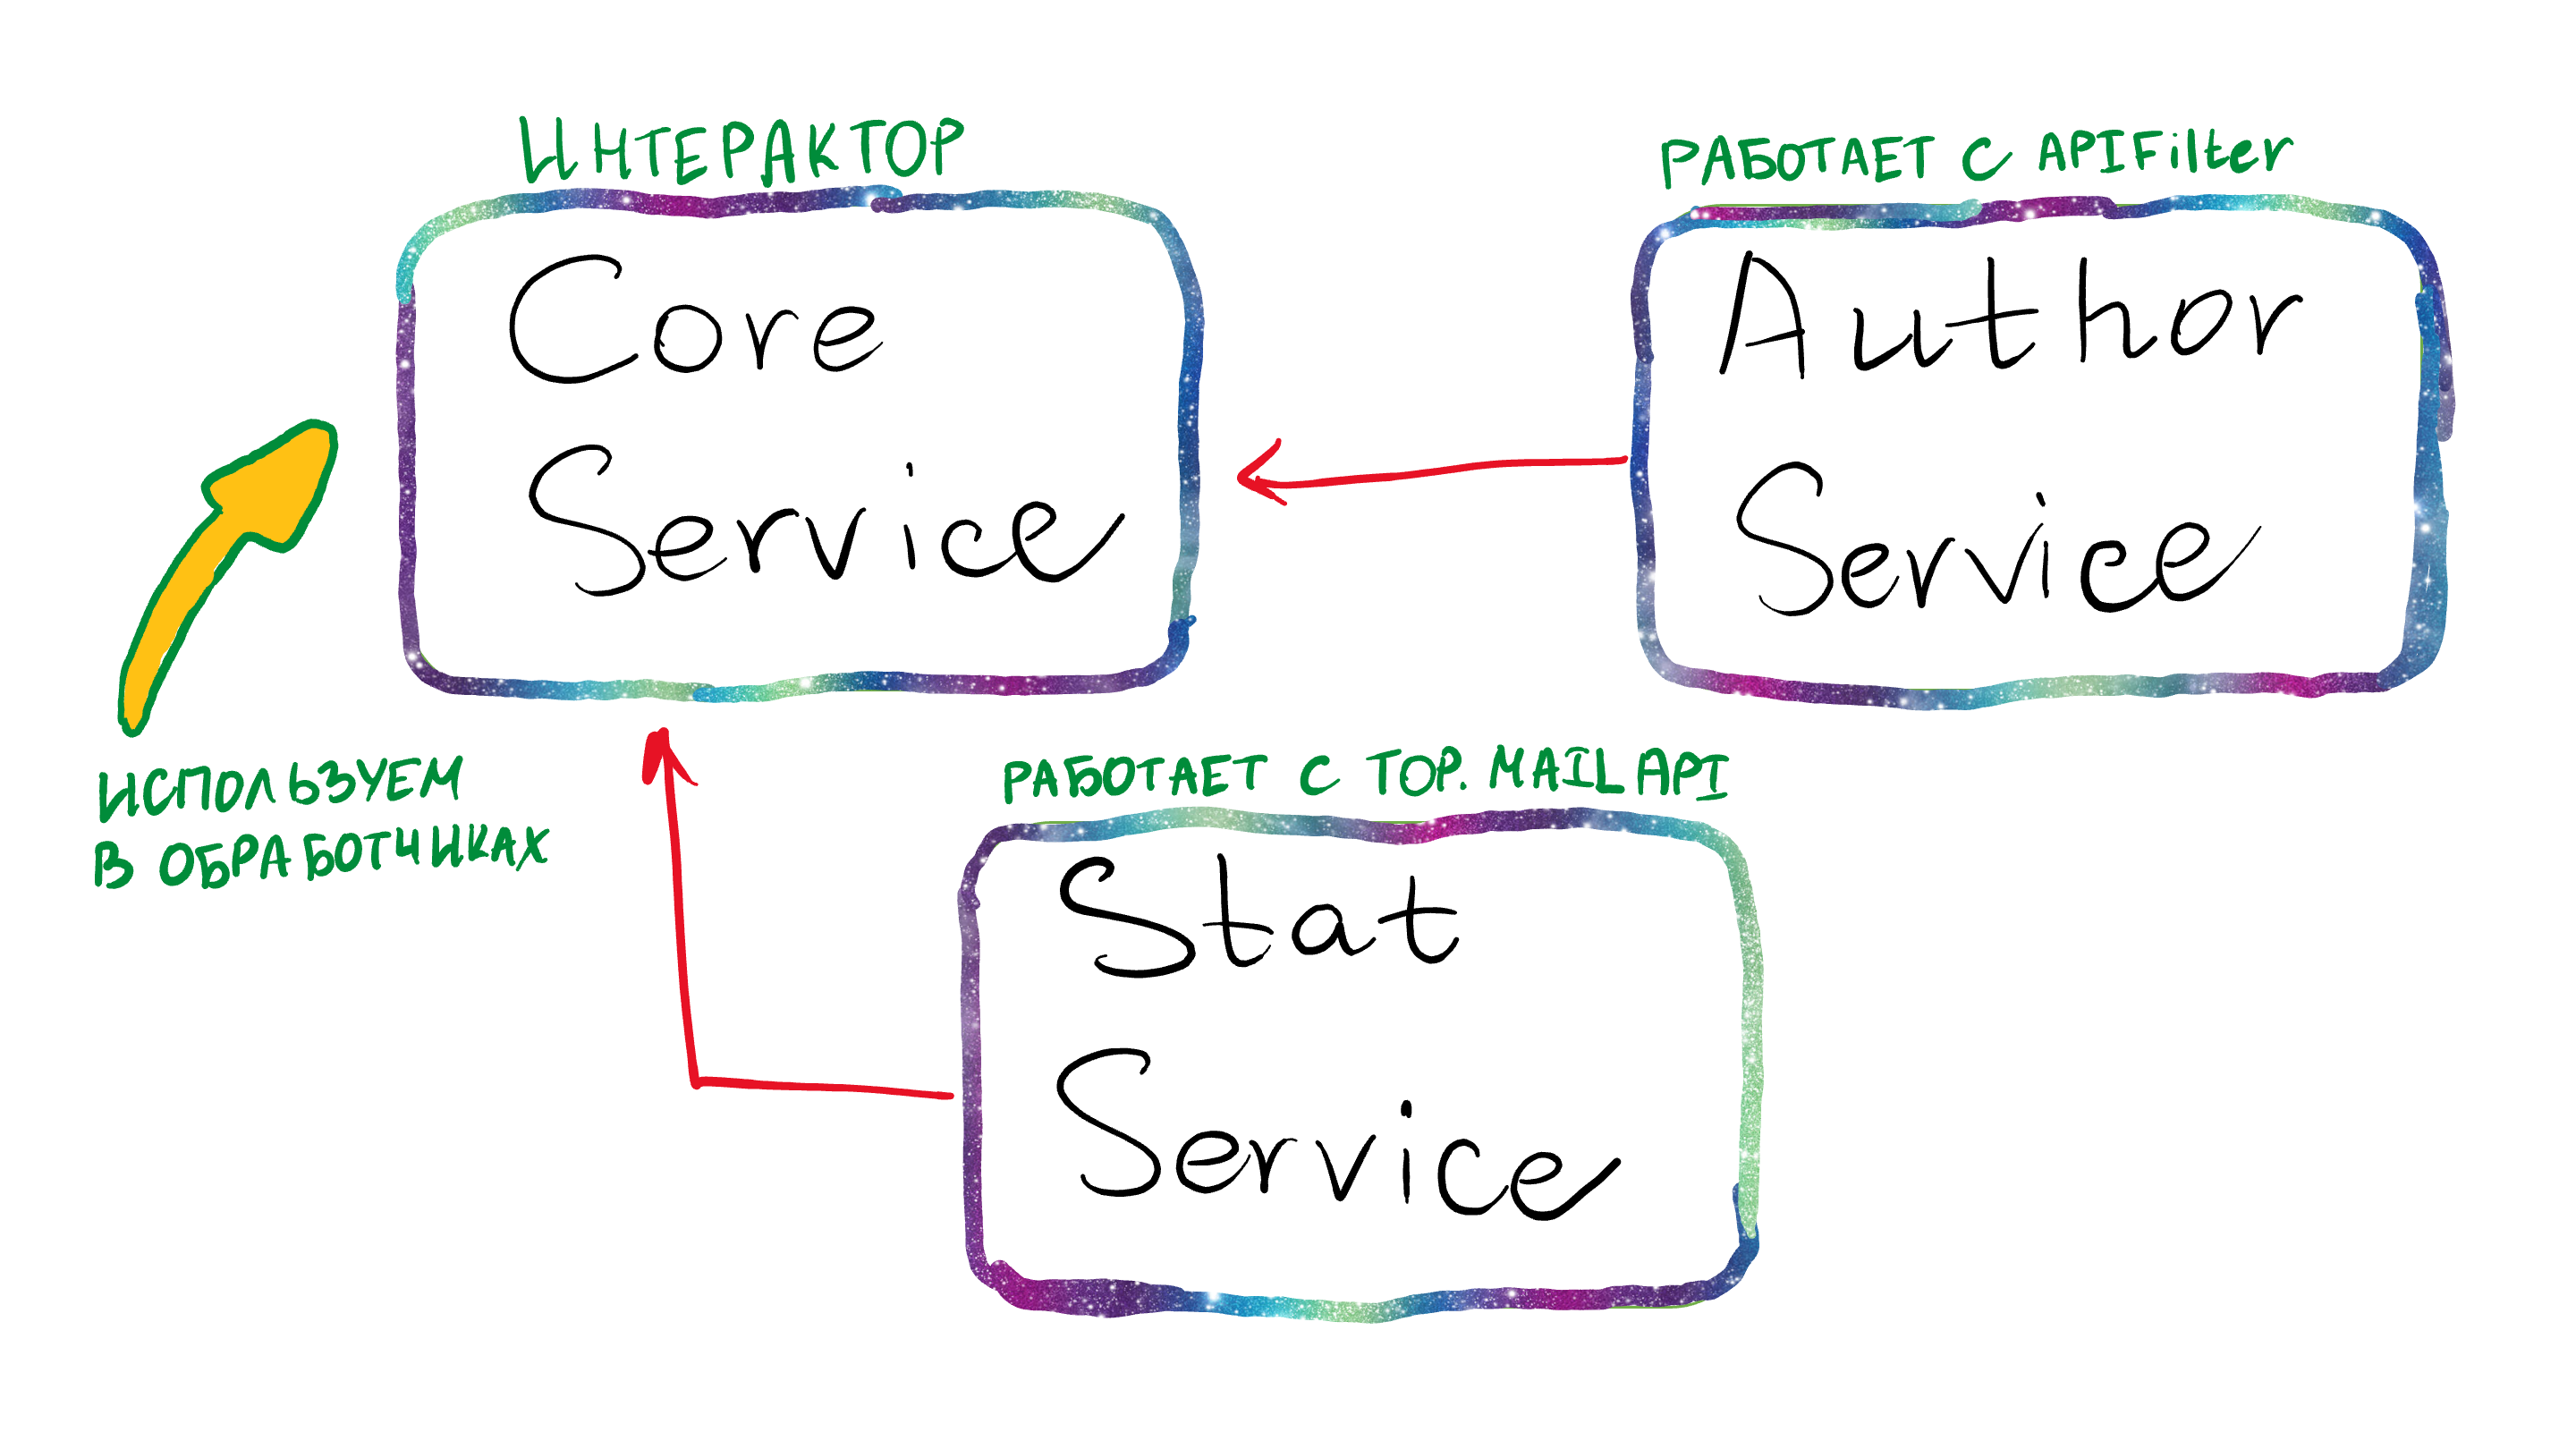 ИНТЕРАКТОР
Core
Service
РАБОТАЕТ С APIFilter
Author
Service
ИСПОЛЬЗУЕМ
В ОБРАБОТЧИКАХ
РАБОТАЕТ С TOP.MAIL API
Stat
Service